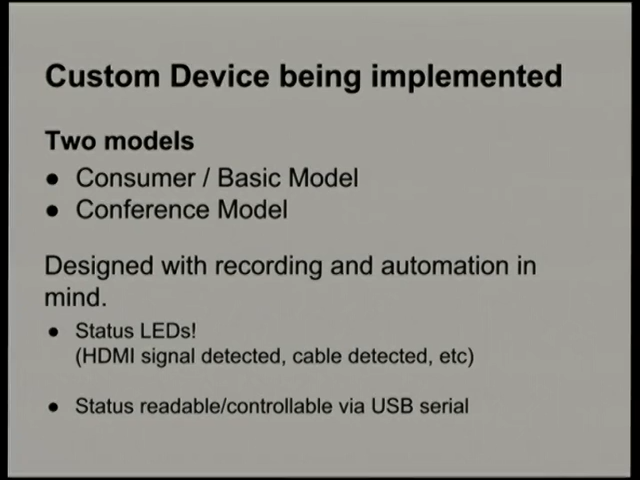 Custom Device being implemented
Two models
● Consumer / Basic Model
● Conference Model
Designed with recording and automation in
mind.
● Status LEDs!
(HDMI signal detected, cable detected, etc)
● Status readable/controllable via USB serial